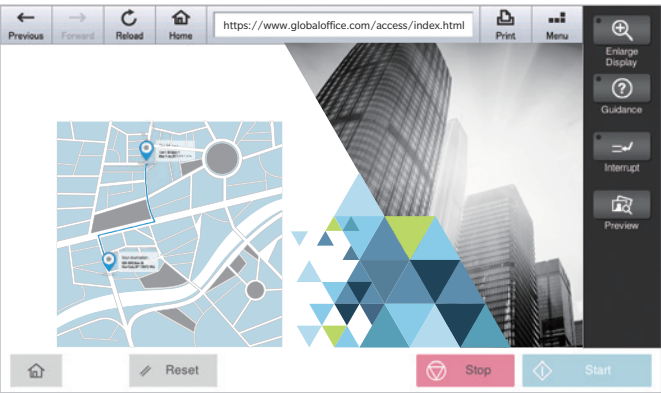 Previous
Forward
Reload
Home
https://www.globaloffice.com/access/index.html
Print
Menu
Enlarge
Display
Guidance
Interrupt
Preview
Reset
Stop
Start